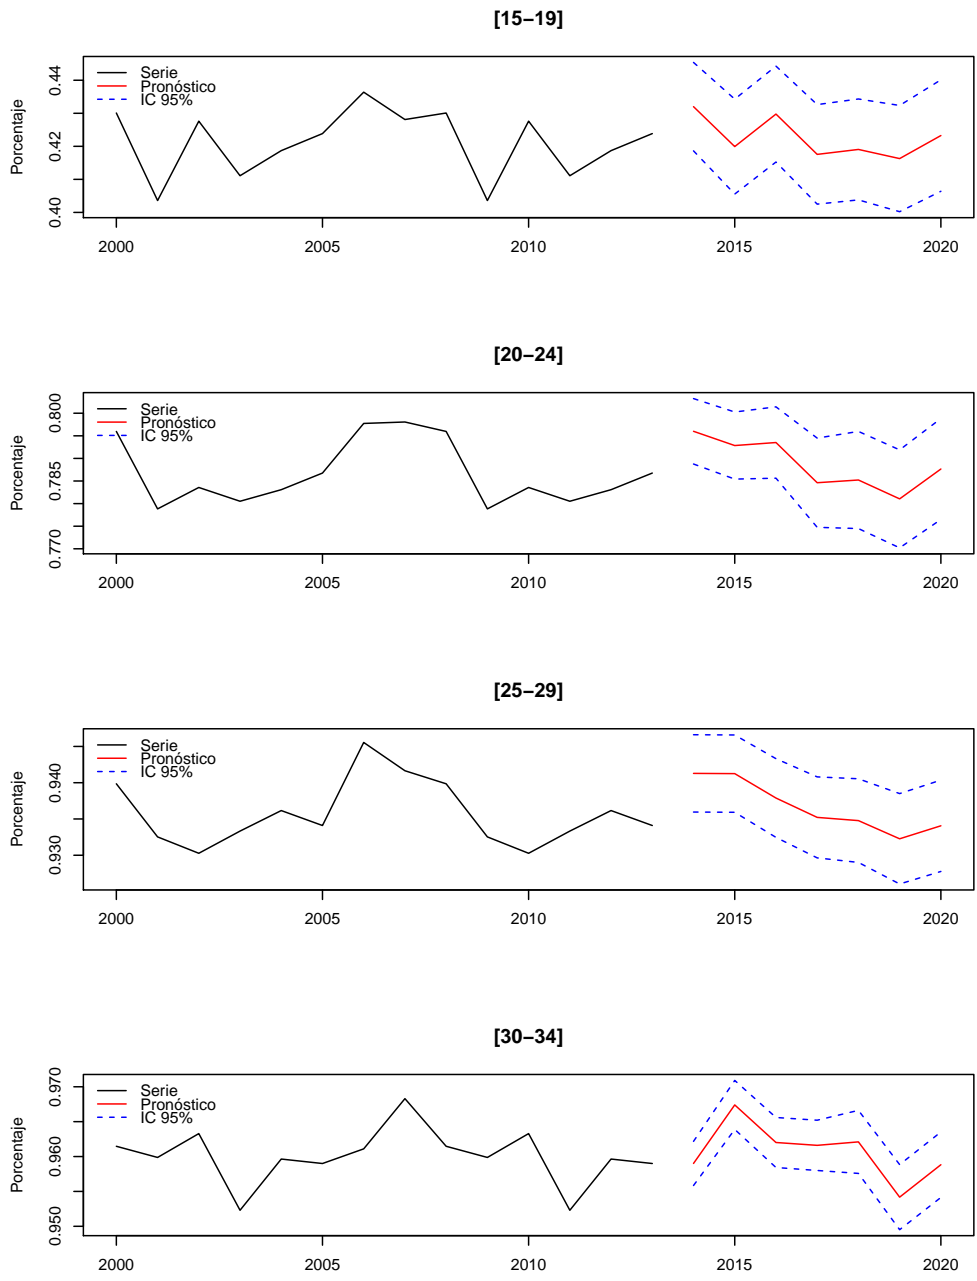 [15−19]
Porcentaje
0.44
0.42
0.40
Serie
Pronóstico
IC 95%
2000 2005 2010 2015 2020
[20−24]
Porcentaje
0.800
0.785
0.770
Serie
Pronóstico
IC 95%
2000 2005 2010 2015 2020
[25−29]
Porcentaje
0.940
0.930
Serie
Pronóstico
IC 95%
2000 2005 2010 2015 2020
[30−34]
Porcentaje
0.970
0.960
0.950
Serie
Pronóstico
IC 95%
2000 2005 2010 2015 2020